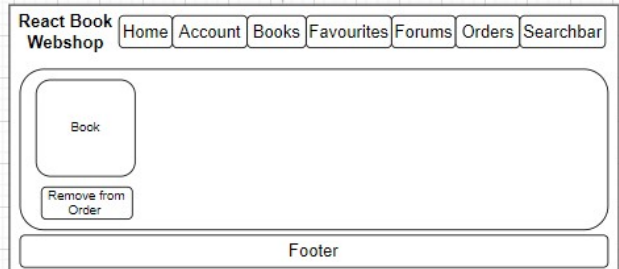 React Book
Webshop
Home Account Books Favourites Forums Orders Searchbar
Book
Remove from
Order
Footer